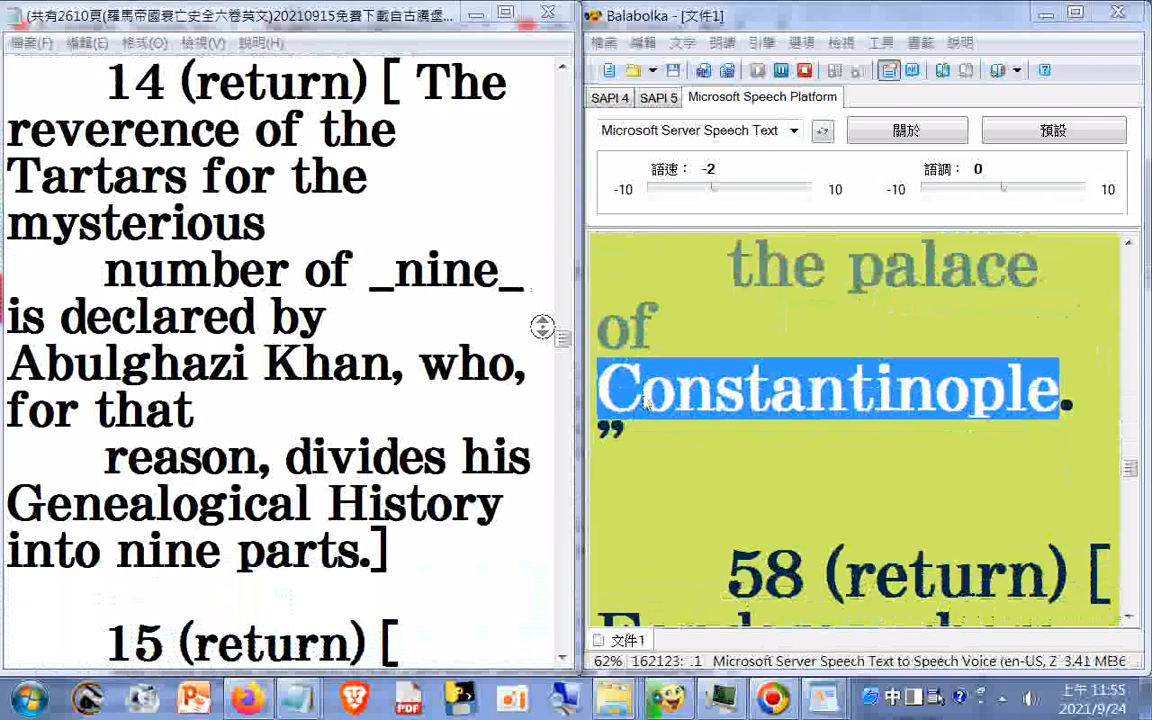 (共有2610頁(羅馬帝國衰亡史全六卷英文)20210915免費下載自古騰堡...
檔案(F) 編輯(E) 格式(O) 檢視(V) 說明(H)
14 (return) [ The
reverence of the
Tartars for the
mysterious
number of _nine_
is declared by
Abulghazi Khan, who,
for that
reason, divides his
Genealogical History
into nine parts.]
15 (return) [
Balabolka - [文件1]
檔案 編輯 文字 朗讀 引擎 選項 檢視 工具 書籤 說明
SAPI 4 SAPI 5 Microsoft Speech Platform
Microsoft Server Speech Text 關於 預設
語速: -2 語調: 0
-10 10 -10 10
the palace
of
Constantinople.
”
58 (return) [
文件1
62% 162123: .1 Microsoft Server Speech Text to Speech Voice (en-US, Z 3.41 MB
中 上午 11:55
2021/9/24